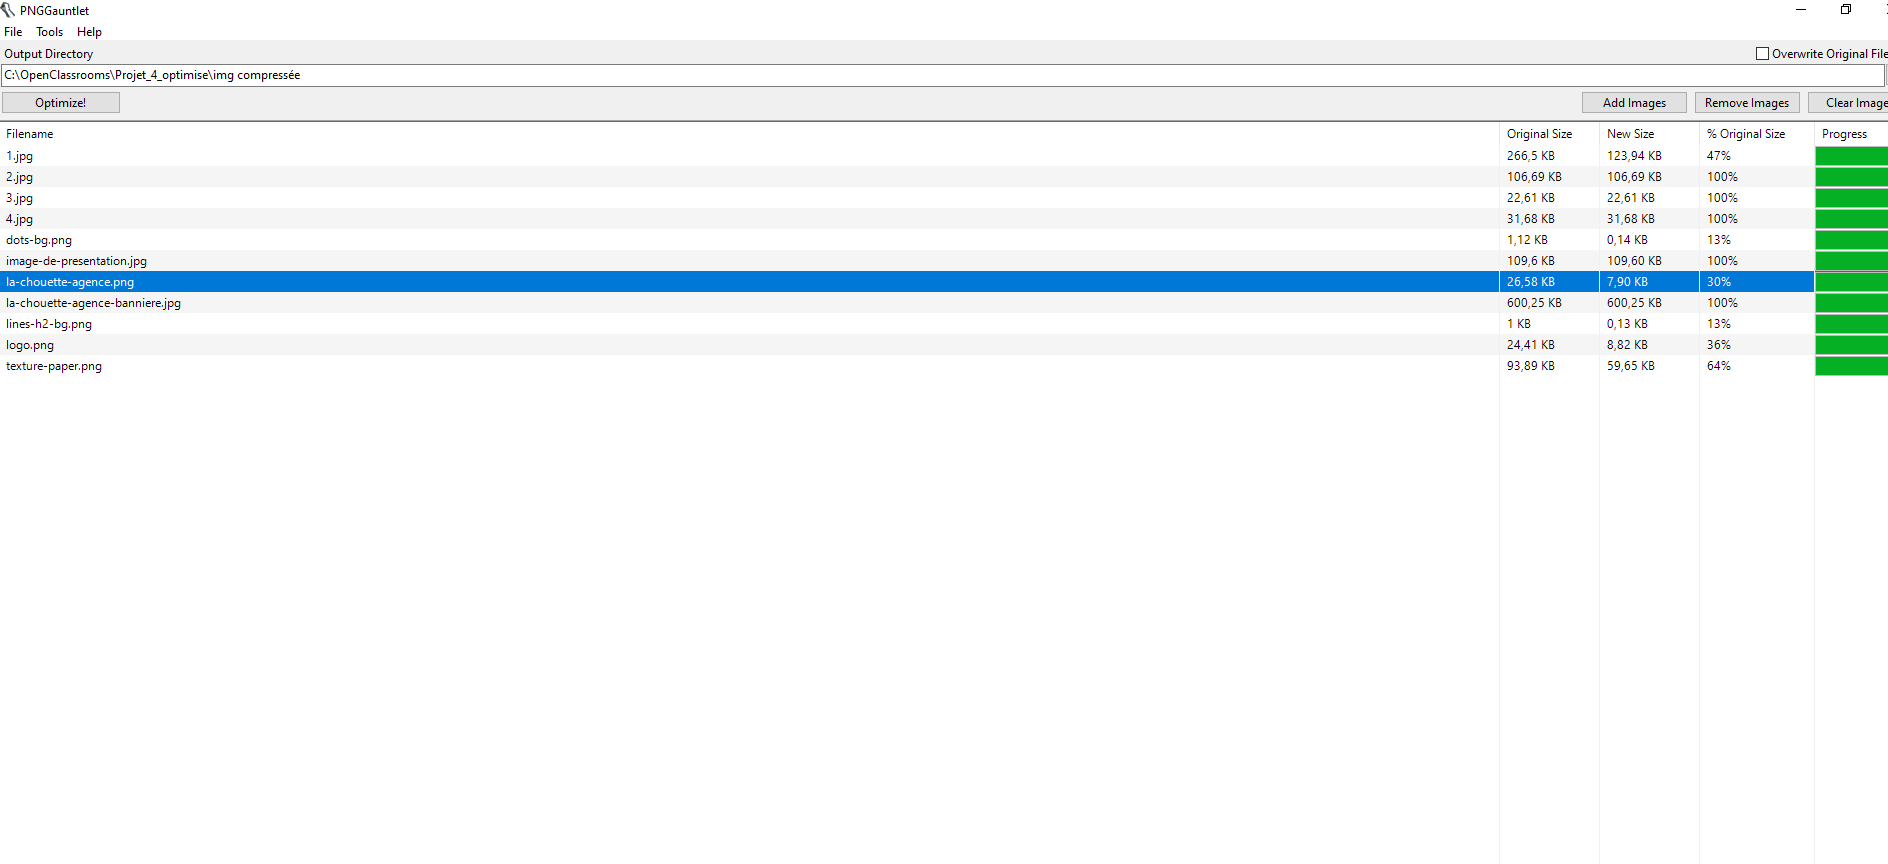 PNGGauntlet
File Tools Help
Output Directory
Overwrite Original File
C:\OpenClassrooms\Projet_4_optimise\img compressée
Optimize! Add Images Remove Images Clear Image
Filename Original Size New Size % Original Size Progress
1.jpg 266,5 KB 123,94 KB 47%
2.jpg 106,69 KB 106,69 KB 100%
3.jpg 22,61 KB 22,61 KB 100%
4.jpg 31,68 KB 31,68 KB 100%
dots-bg.png 1,12 KB 0,14 KB 13%
image-de-presentation.jpg 109,6 KB 109,60 KB 100%
la-chouette-agence.png 26,58 KB 7,90 KB 30%
la-chouette-agence-banniere.jpg 600,25 KB 600,25 KB 100%
lines-h2-bg.png 1 KB 0,13 KB 13%
logo.png 24,41 KB 8,82 KB 36%
texture-paper.png 93,89 KB 59,65 KB 64%